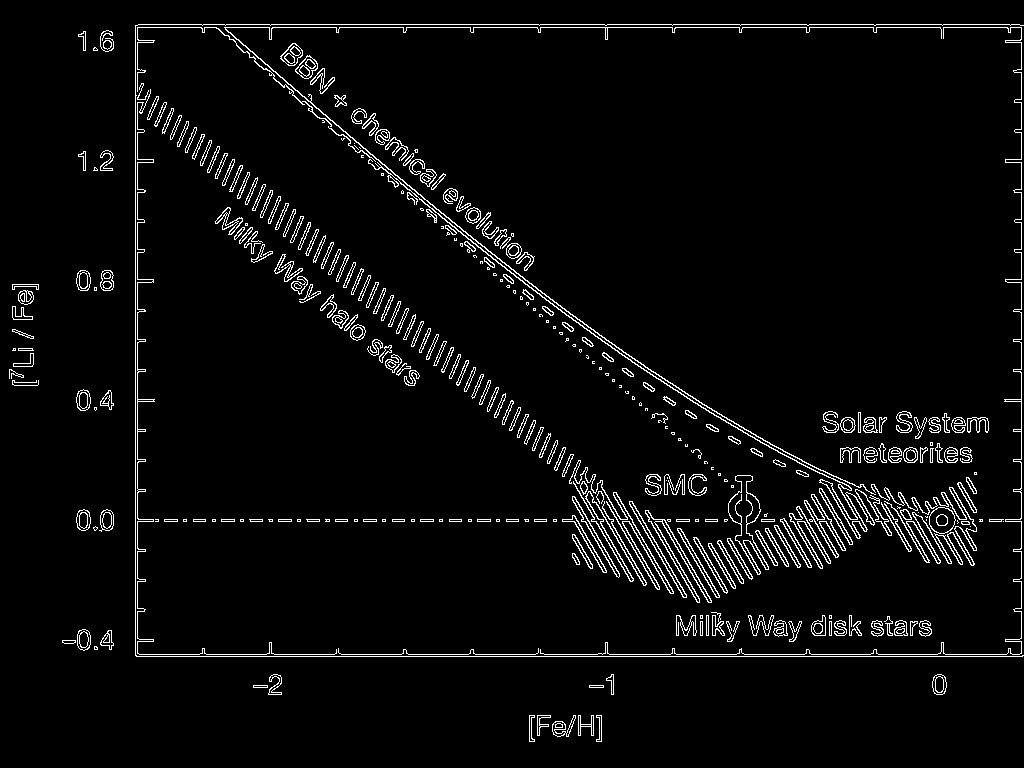 1.6
BBN + chemical evolution
1.2
Milky Way halo stars
0.8
[⁷Li / Fe]
0.4
Solar System
meteorites
SMC
0.0
Milky Way disk stars
−0.4
−2
−1
0
[Fe/H]